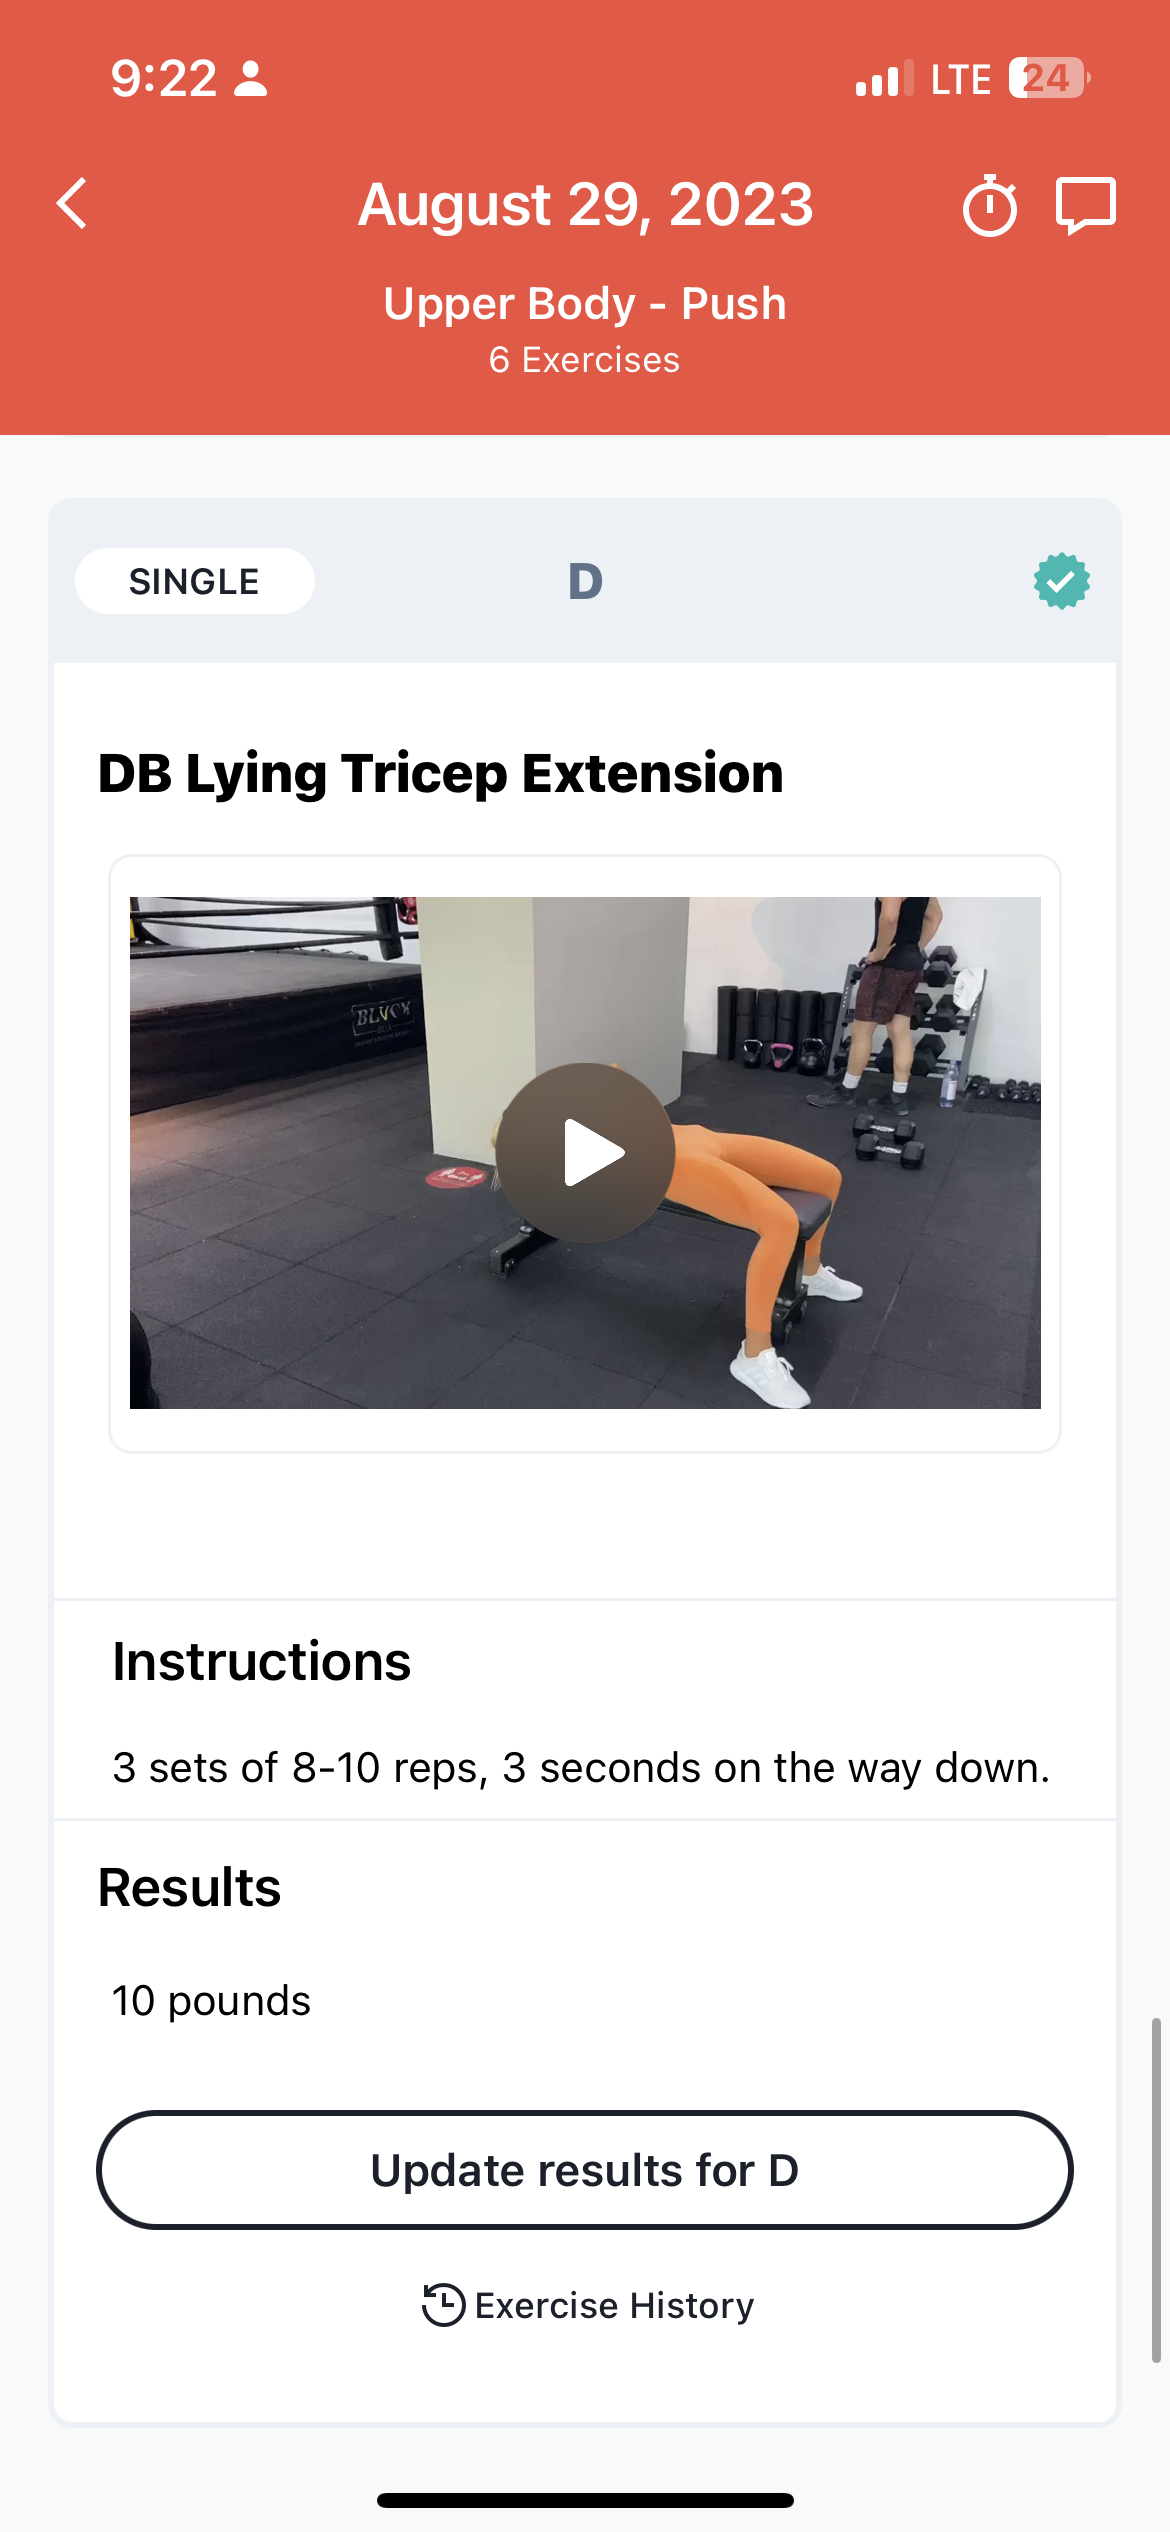 9:22
LTE 24
August 29, 2023
Upper Body - Push
6 Exercises
SINGLE
D
DB Lying Tricep Extension
BLVCK
Instructions
3 sets of 8-10 reps, 3 seconds on the way down.
Results
10 pounds
Update results for D
Exercise History